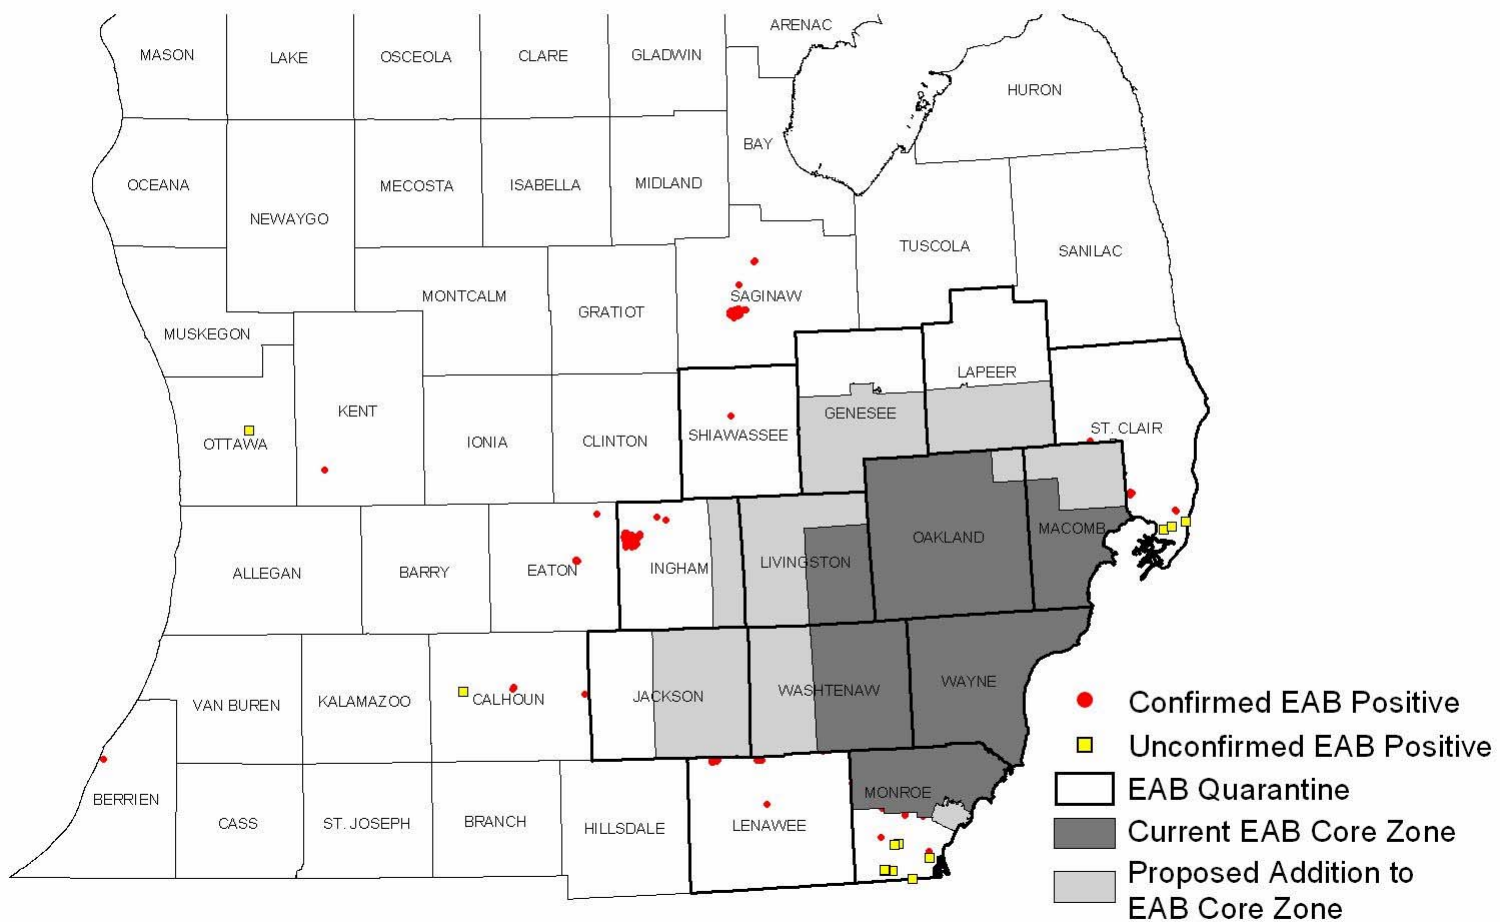 ARENAC
MASON
LAKE
OSCEOLA
CLARE
GLADWIN
HURON
BAY
OCEANA
MECOSTA
ISABELLA
MIDLAND
NEWAYGO
TUSCOLA
SANILAC
MONTCALM
GRATIOT
SAGINAW
MUSKEGON
LAPEER
KENT
GENESEE
OTTAWA
IONIA
CLINTON
SHIAWASSEE
ST. CLAIR
ALLEGAN
BARRY
EATON
INGHAM
LIVINGSTON
OAKLAND
MACOMB
VAN BUREN
KALAMAZOO
CALHOUN
JACKSON
WASHTENAW
WAYNE
BERRIEN
CASS
ST. JOSEPH
BRANCH
HILLSDALE
LENAWEE
MONROE
Confirmed EAB Positive
Unconfirmed EAB Positive
EAB Quarantine
Current EAB Core Zone
Proposed Addition to
EAB Core Zone